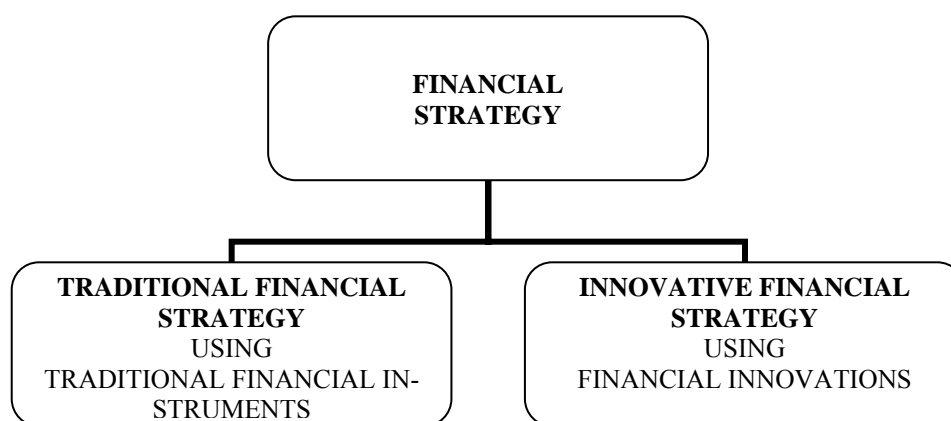 FINANCIAL
STRATEGY
TRADITIONAL FINANCIAL
STRATEGY
USING
TRADITIONAL FINANCIAL IN-
STRUMENTS
INNOVATIVE FINANCIAL
STRATEGY
USING
FINANCIAL INNOVATIONS